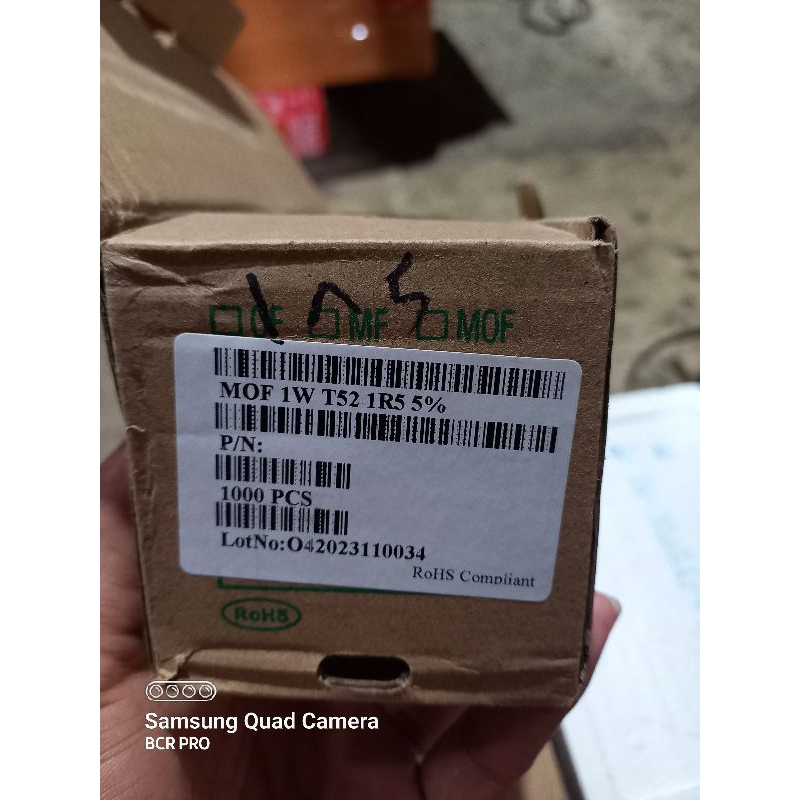 CF MF MOF
MOF 1W T52 1R5 5%
P/N:
1000 PCS
LotNo:O42023110034
RoHS Compliant
RoHS
Samsung Quad Camera
BCR PRO